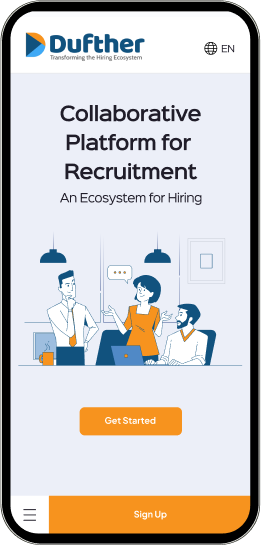 Dufther
Transforming the Hiring Ecosystem
EN
Collaborative
Platform for
Recruitment
An Ecosystem for Hiring
Get Started
Sign Up